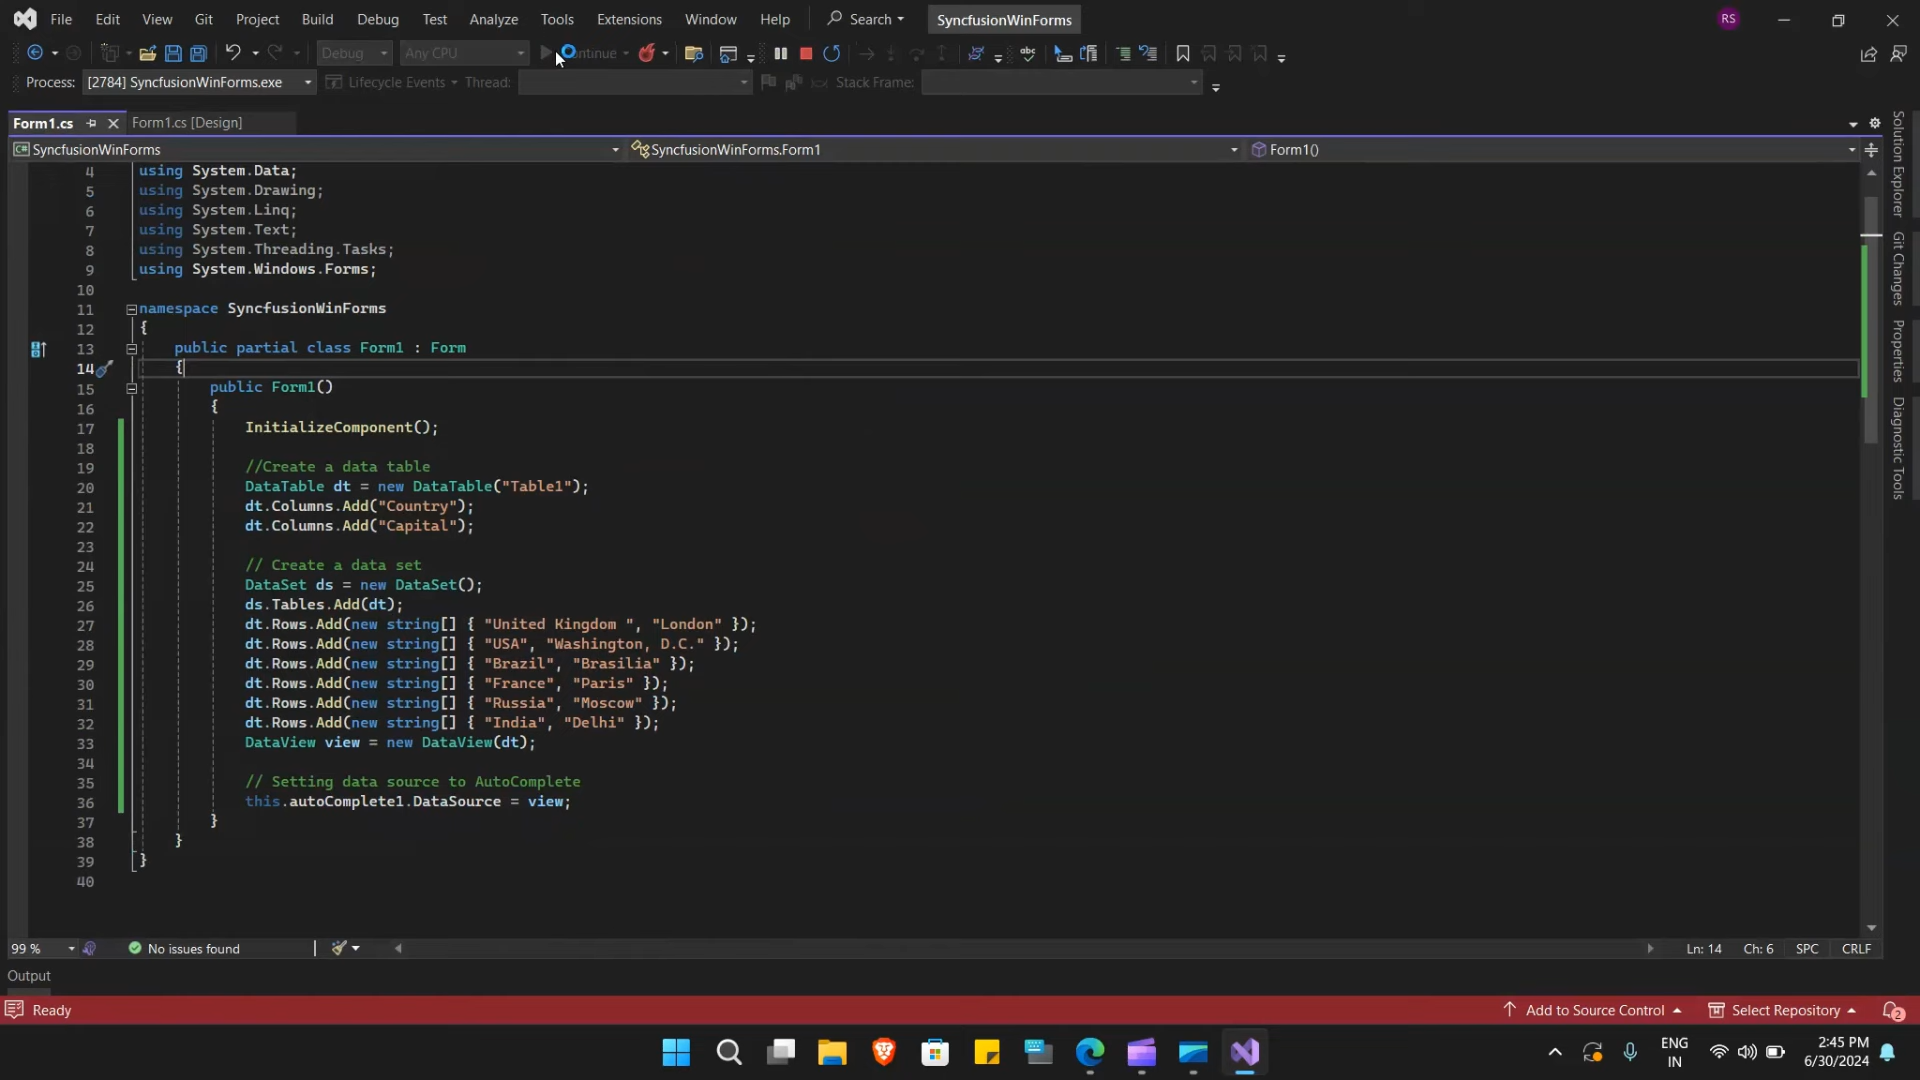 File Edit View Git Project Build Debug Test Analyze Tools Extensions Window Help Search SyncfusionWinForms RS
Debug Any CPU Continue
Process: [2784] SyncfusionWinForms.exe Lifecycle Events Thread: Stack Frame:
Form1.cs Form1.cs [Design]
SyncfusionWinForms SyncfusionWinForms.Form1 Form1()
4 using System.Data;
5 using System.Drawing;
6 using System.Linq;
7 using System.Text;
8 using System.Threading.Tasks;
9 using System.Windows.Forms;
10
11 namespace SyncfusionWinForms
12 {
13 public partial class Form1 : Form
14 {
15 public Form1()
16 {
17 InitializeComponent();
18
19 //Create a data table
20 DataTable dt = new DataTable("Table1");
21 dt.Columns.Add("Country");
22 dt.Columns.Add("Capital");
23
24 // Create a data set
25 DataSet ds = new DataSet();
26 ds.Tables.Add(dt);
27 dt.Rows.Add(new string[] { "United Kingdom ", "London" });
28 dt.Rows.Add(new string[] { "USA", "Washington, D.C." });
29 dt.Rows.Add(new string[] { "Brazil", "Brasilia" });
30 dt.Rows.Add(new string[] { "France", "Paris" });
31 dt.Rows.Add(new string[] { "Russia", "Moscow" });
32 dt.Rows.Add(new string[] { "India", "Delhi" });
33 DataView view = new DataView(dt);
34
35 // Setting data source to AutoComplete
36 this.autoComplete1.DataSource = view;
37 }
38 }
39 }
40
Solution Explorer
Git Changes
Properties
Diagnostic Tools
99 % No issues found Ln: 14 Ch: 6 SPC CRLF
Output
Ready Add to Source Control Select Repository 2
ENG
IN
2:45 PM
6/30/2024